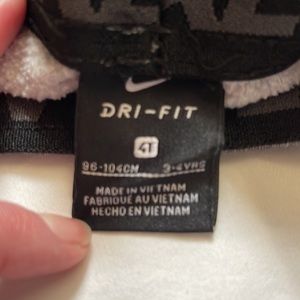 DRI-FIT
4T
96-104CM 3-4YRS
MADE IN VIETNAM
FABRIQUÉ AU VIETNAM
HECHO EN VIETNAM